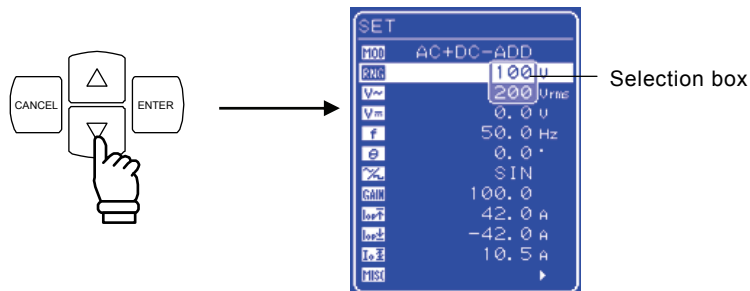 CANCEL
ENTER
SET
MOD AC+DC-ADD
RNG 100 V
V~ 200 Vrms
V⎓ 0.0 V
f 50.0 Hz
θ 0.0 °
SIN
GAIN 100.0
42.0 A
-42.0 A
10.5 A
MISC
Selection box